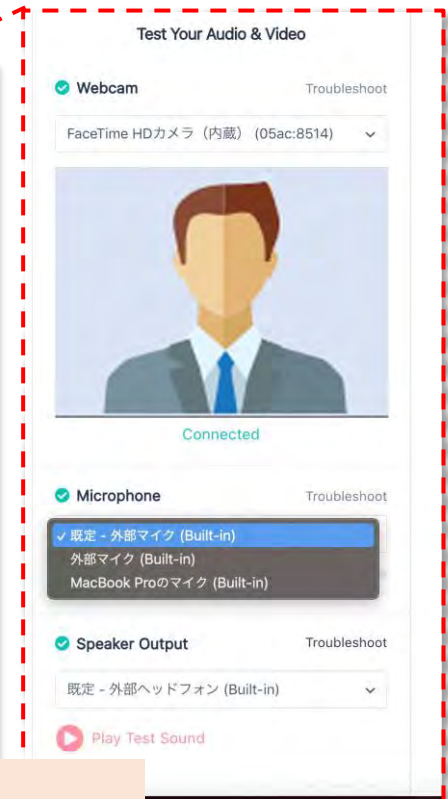 Test Your Audio & Video
Webcam
Troubleshoot
FaceTime HDカメラ（内蔵） (05ac:8514)
Connected
Microphone
Troubleshoot
✓ 既定 - 外部マイク (Built-in)
外部マイク (Built-in)
MacBook Proのマイク (Built-in)
Speaker Output
Troubleshoot
既定 - 外部ヘッドフォン (Built-in)
Play Test Sound